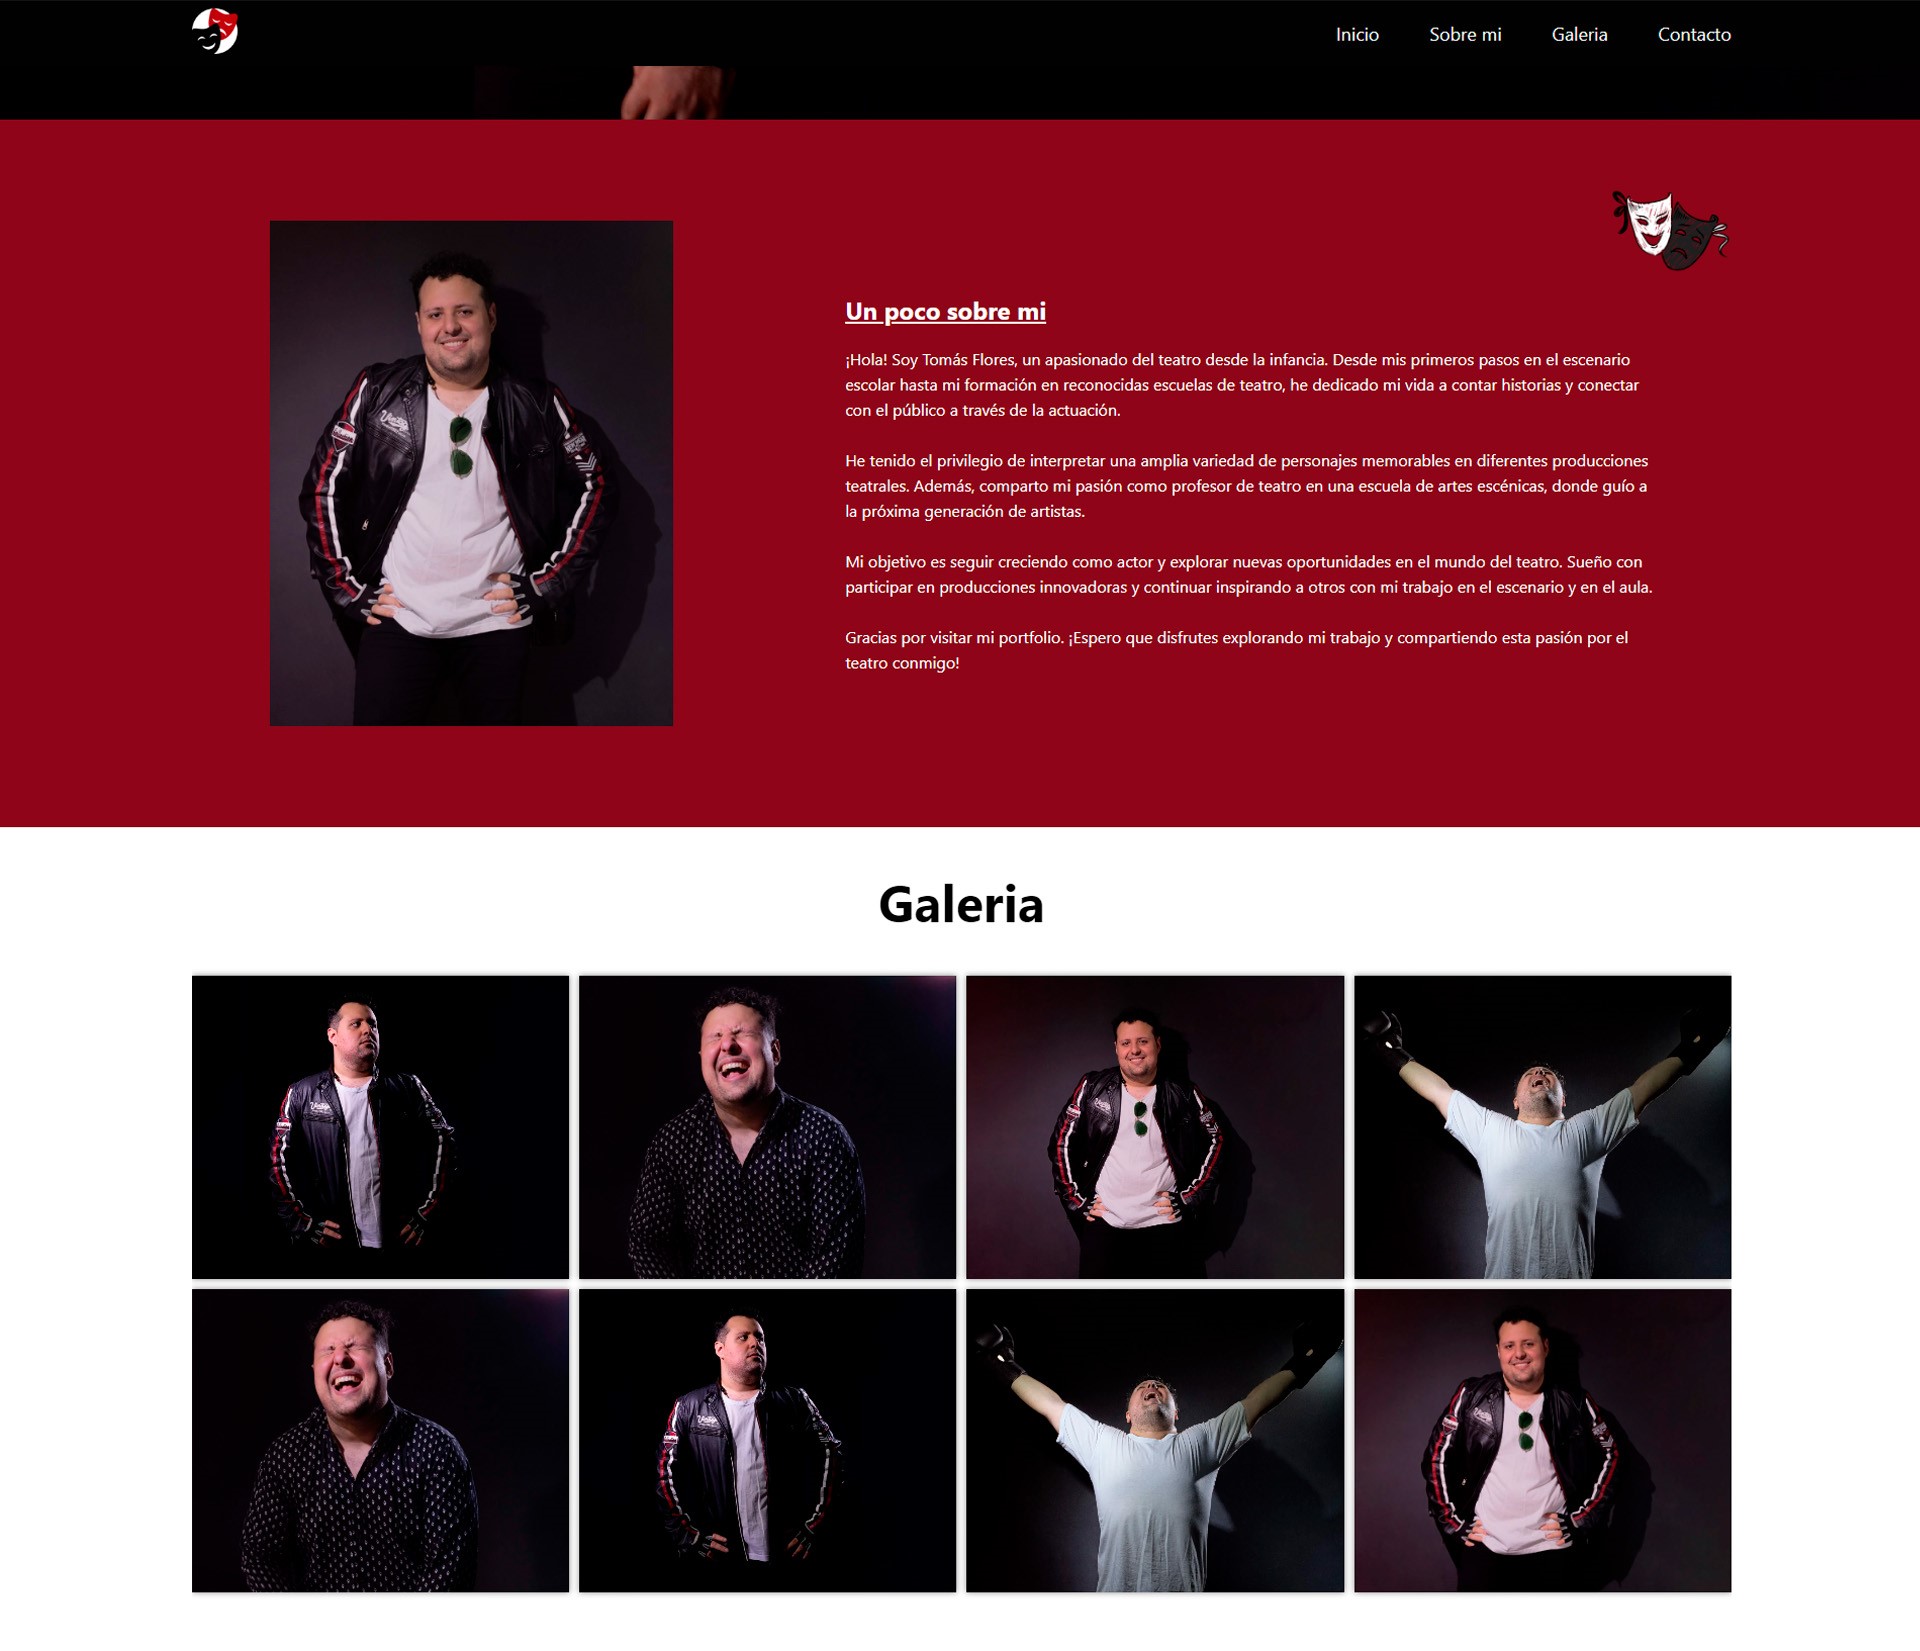 Inicio Sobre mi Galeria Contacto
Un poco sobre mi
¡Hola! Soy Tomás Flores, un apasionado del teatro desde la infancia. Desde mis primeros pasos en el escenario
escolar hasta mi formación en reconocidas escuelas de teatro, he dedicado mi vida a contar historias y conectar
con el público a través de la actuación.
He tenido el privilegio de interpretar una amplia variedad de personajes memorables en diferentes producciones
teatrales. Además, comparto mi pasión como profesor de teatro en una escuela de artes escénicas, donde guío a
la próxima generación de artistas.
Mi objetivo es seguir creciendo como actor y explorar nuevas oportunidades en el mundo del teatro. Sueño con
participar en producciones innovadoras y continuar inspirando a otros con mi trabajo en el escenario y en el aula.
Gracias por visitar mi portfolio. ¡Espero que disfrutes explorando mi trabajo y compartiendo esta pasión por el
teatro conmigo!
Galeria